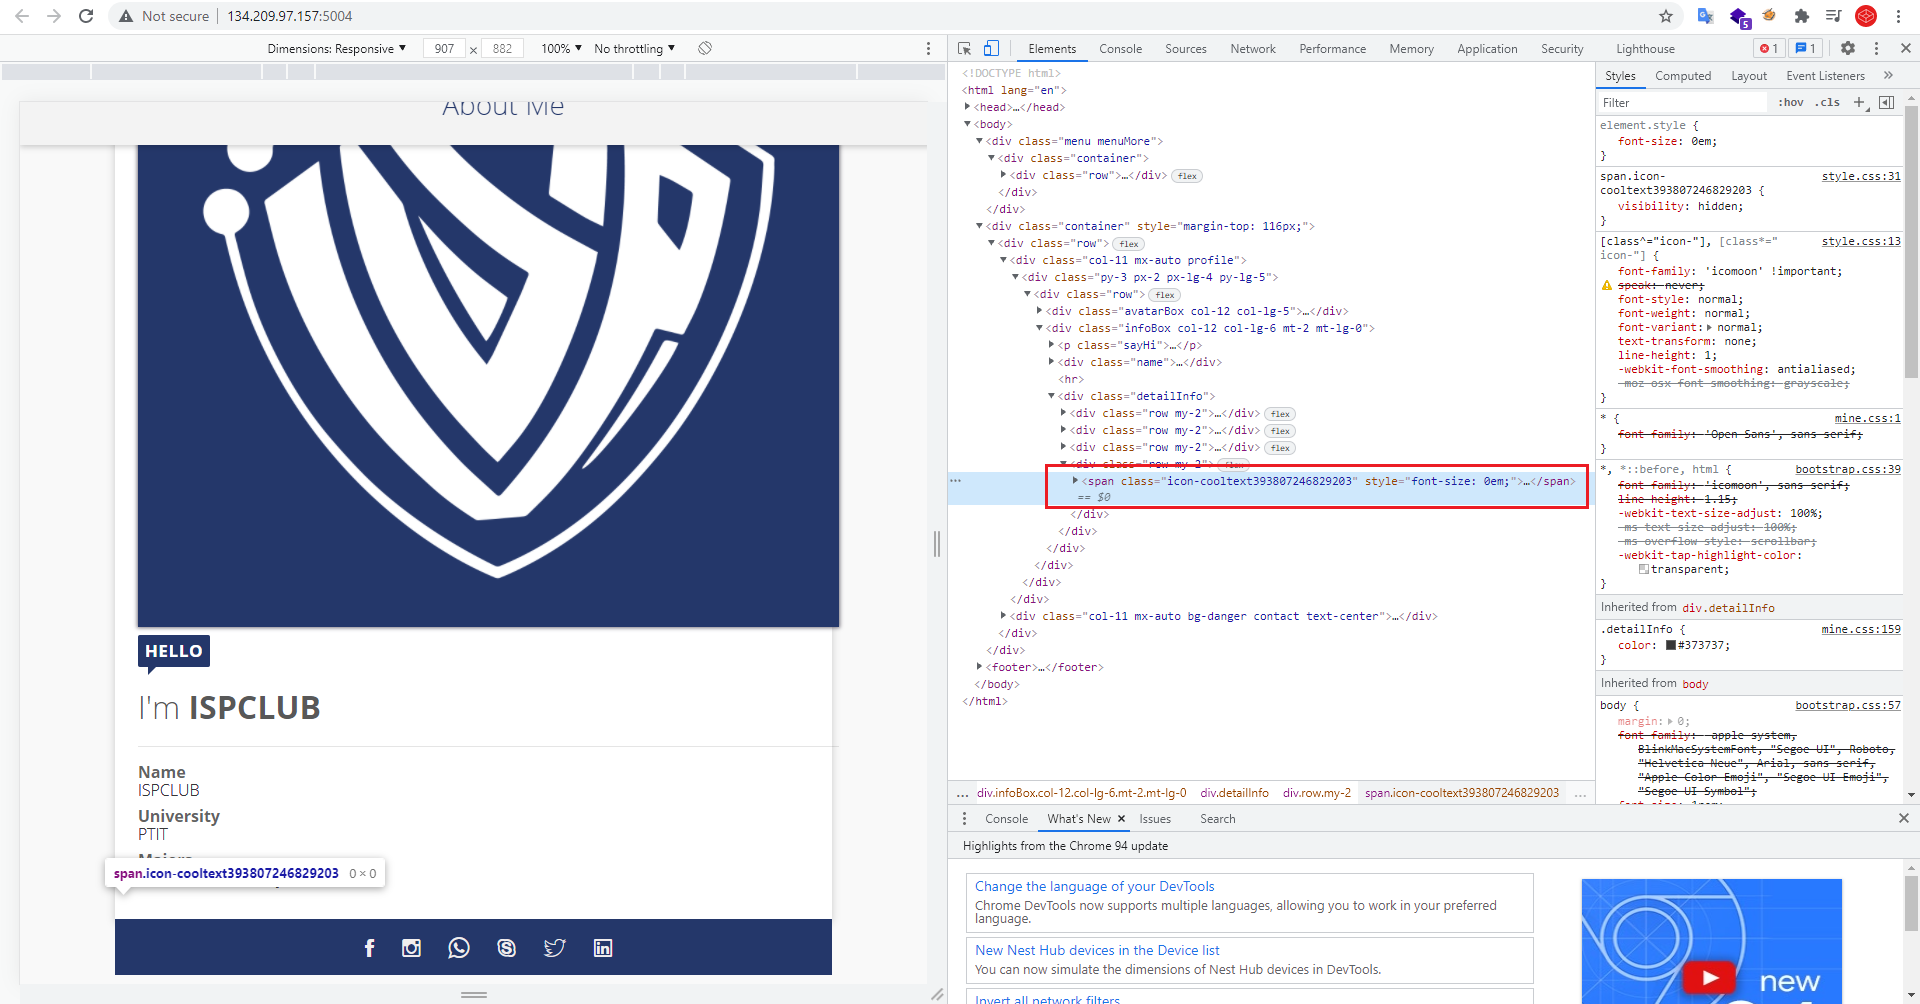 Not secure 134.209.97.157:5004
5
Dimensions: Responsive ▼ 907 × 882 100% ▼ No throttling ▼
About Me
HELLO
I'm ISPCLUB
Name
ISPCLUB
University
PTIT
span.icon-cooltext393807246829203 0 × 0
Elements Console Sources Network Performance Memory Application Security Lighthouse 1 1
<!DOCTYPE html>
<html lang="en">
<head>…</head>
<body>
<div class="menu menuMore">
<div class="container">
<div class="row">…</div> flex
</div>
</div>
<div class="container" style="margin-top: 116px;">
<div class="row"> flex
<div class="col-11 mx-auto profile">
<div class="py-3 px-2 px-lg-4 py-lg-5">
<div class="row"> flex
<div class="avatarBox col-12 col-lg-5">…</div>
<div class="infoBox col-12 col-lg-6 mt-2 mt-lg-0">
<p class="sayHi">…</p>
<div class="name">…</div>
<hr>
<div class="detailInfo">
<div class="row my-2">…</div> flex
<div class="row my-2">…</div> flex
<div class="row my-2">…</div> flex
<div class="row my-2"> flex
<span class="icon-cooltext393807246829203" style="font-size: 0em;">…</span>
== $0
</div>
</div>
</div>
</div>
</div>
</div>
<div class="col-11 mx-auto bg-danger contact text-center">…</div>
</div>
</div>
<footer>…</footer>
</body>
</html>
… div.infoBox.col-12.col-lg-6.mt-2.mt-lg-0 div.detailInfo div.row.my-2 span.icon-cooltext393807246829203 …
Styles Computed Layout Event Listeners »
Filter :hov .cls +
element.style {
font-size: 0em;
}
span.icon- style.css:31
cooltext393807246829203 {
visibility: hidden;
}
[class^="icon-"], [class*=" style.css:13
icon-"] {
font-family: 'icomoon' !important;
speak: never;
font-style: normal;
font-weight: normal;
font-variant: normal;
text-transform: none;
line-height: 1;
-webkit-font-smoothing: antialiased;
-moz-osx-font-smoothing: grayscale;
}
* { mine.css:1
font-family: 'Open Sans', sans-serif;
}
*, *::before, html { bootstrap.css:39
font-family: 'icomoon', sans-serif;
line-height: 1.15;
-webkit-text-size-adjust: 100%;
-ms-text-size-adjust: 100%;
-ms-overflow-style: scrollbar;
-webkit-tap-highlight-color:
transparent;
}
Inherited from div.detailInfo
.detailInfo { mine.css:159
color: #373737;
}
Inherited from body
body { bootstrap.css:57
margin: 0;
font-family: -apple-system,
BlinkMacSystemFont, "Segoe UI", Roboto,
"Helvetica Neue", Arial, sans-serif,
"Apple Color Emoji", "Segoe UI Emoji",
"Segoe UI Symbol";
font-size: 1rem;
Console What's New × Issues Search
Highlights from the Chrome 94 update
Change the language of your DevTools
Chrome DevTools now supports multiple languages, allowing you to work in your preferred
language.
New Nest Hub devices in the Device list
You can now simulate the dimensions of Nest Hub devices in DevTools.
Invert all network filters
new